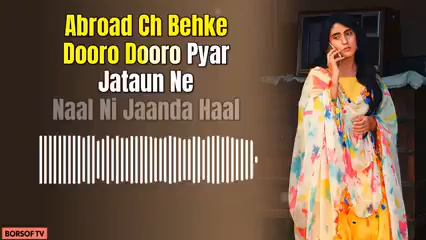 Abroad Ch Behke
Dooro Dooro Pyar
Jataun Ne
Naal Ni Jaanda Haal
BORSOF TV